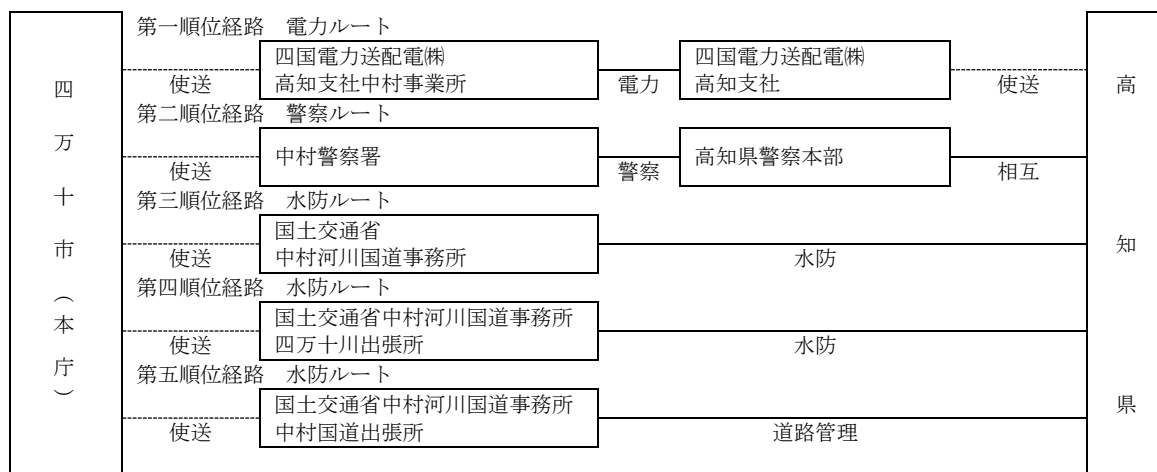 四万十市（本庁）
第一順位経路　電力ルート
使送
四国電力送配電㈱
高知支社中村事業所
電力
四国電力送配電㈱
高知支社
使送
第二順位経路　警察ルート
使送
中村警察署
警察
高知県警察本部
相互
第三順位経路　水防ルート
使送
国土交通省
中村河川国道事務所
水防
第四順位経路　水防ルート
使送
国土交通省中村河川国道事務所
四万十川出張所
水防
第五順位経路　水防ルート
使送
国土交通省中村河川国道事務所
中村国道出張所
道路管理
高知県